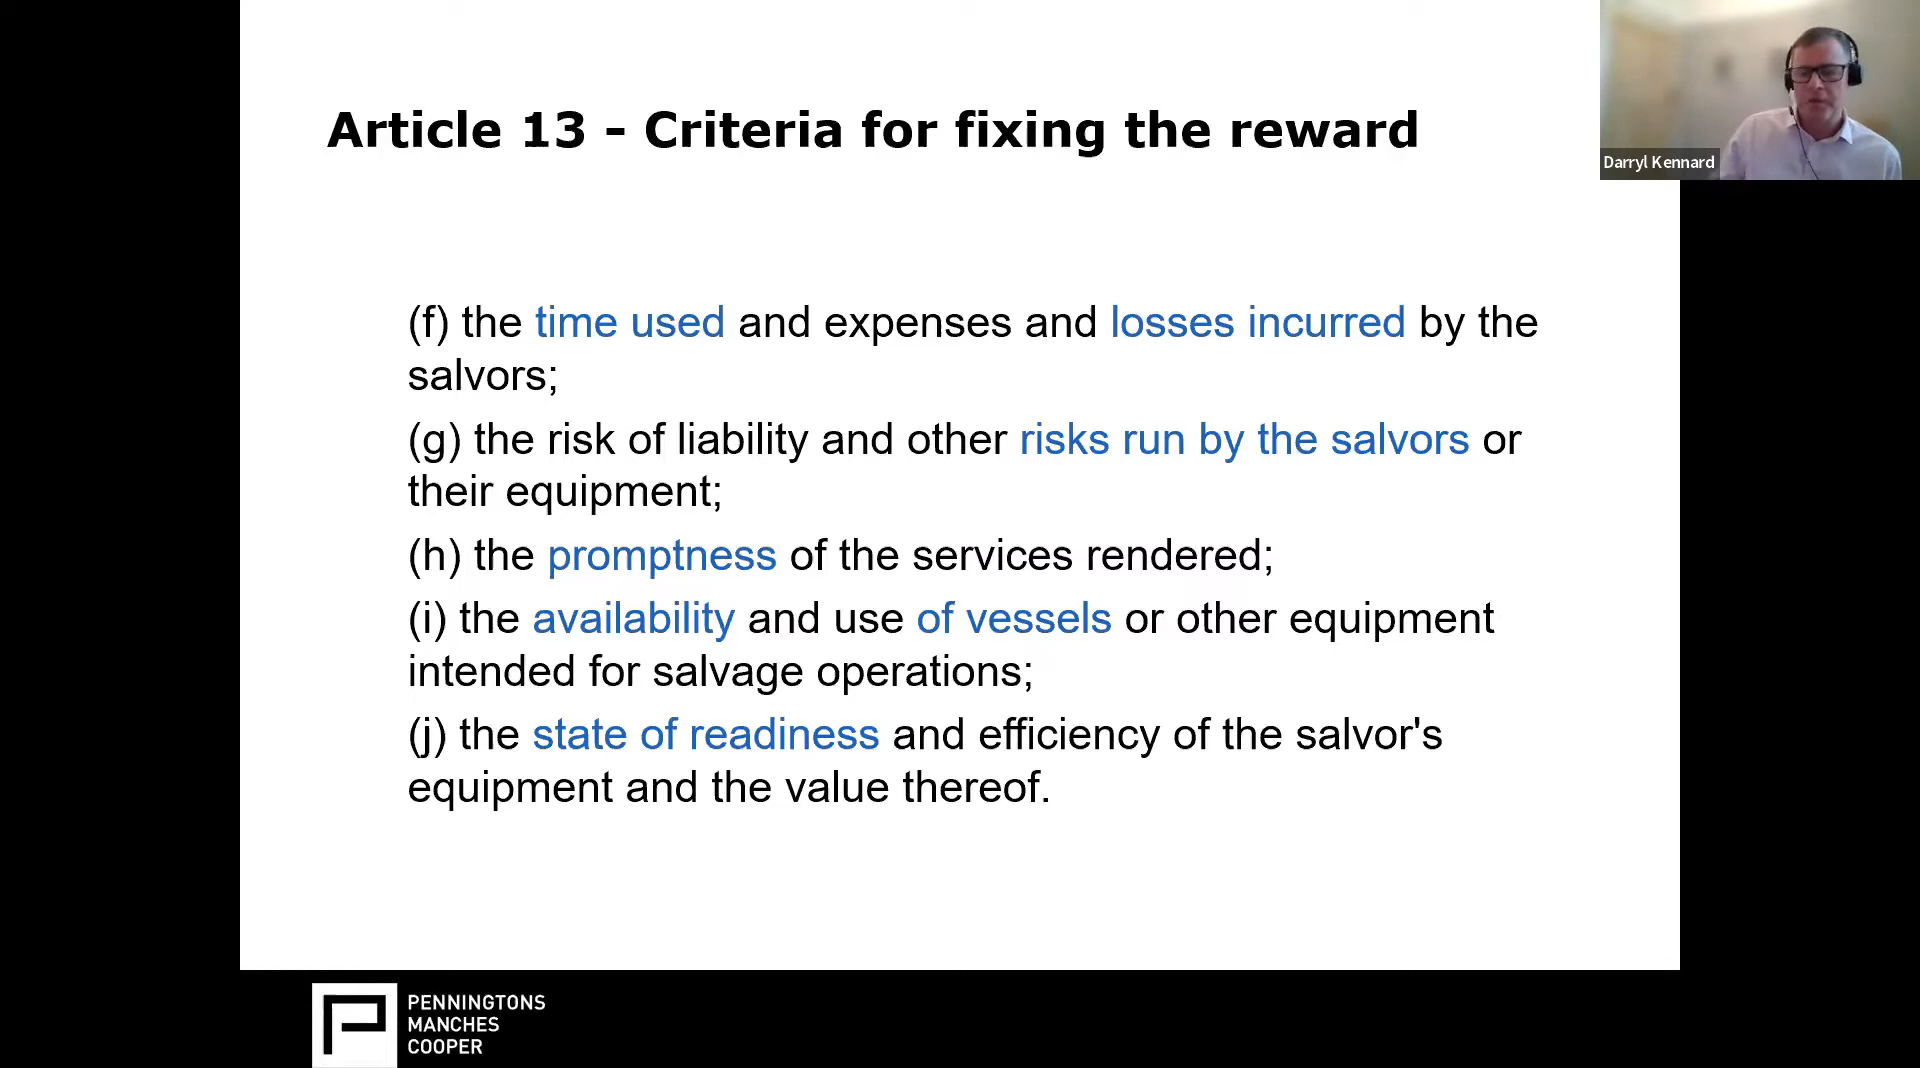 Article 13 - Criteria for fixing the reward
Darryl Kennard
(f) the time used and expenses and losses incurred by the
salvors;
(g) the risk of liability and other risks run by the salvors or
their equipment;
(h) the promptness of the services rendered;
(i) the availability and use of vessels or other equipment
intended for salvage operations;
(j) the state of readiness and efficiency of the salvor's
equipment and the value thereof.
PENNINGTONS
MANCHES
COOPER